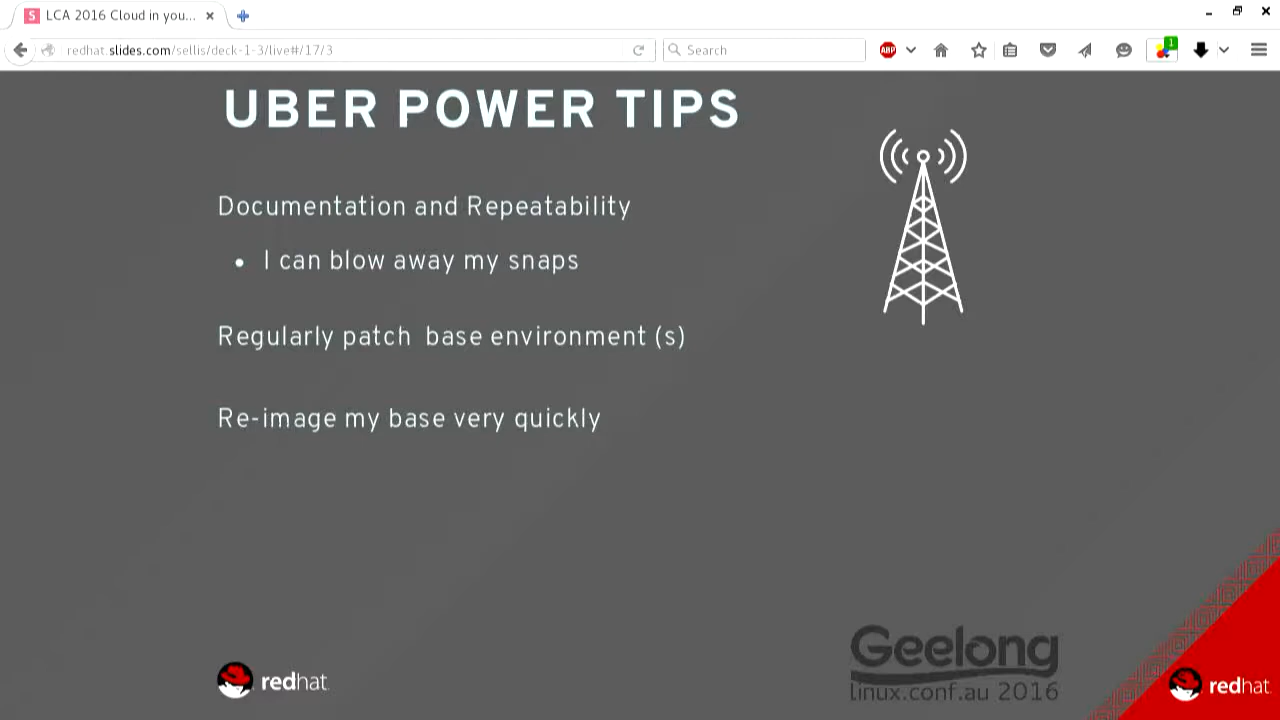 LCA 2016 Cloud in you...
redhat.slides.com/sellis/deck-1-3/live#/17/3
Search
ABP
1
UBER POWER TIPS
Documentation and Repeatability
• I can blow away my snaps
Regularly patch base environment (s)
Re-image my base very quickly
redhat.
Geelong
linux.conf.au 2016
redhat.